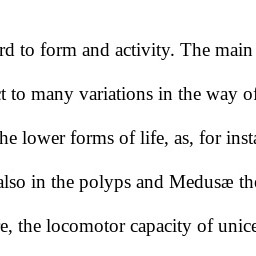 rd to form and activity. The main
t to many variations in the way of
he lower forms of life, as, for inst
also in the polyps and Medusæ the
e, the locomotor capacity of unice